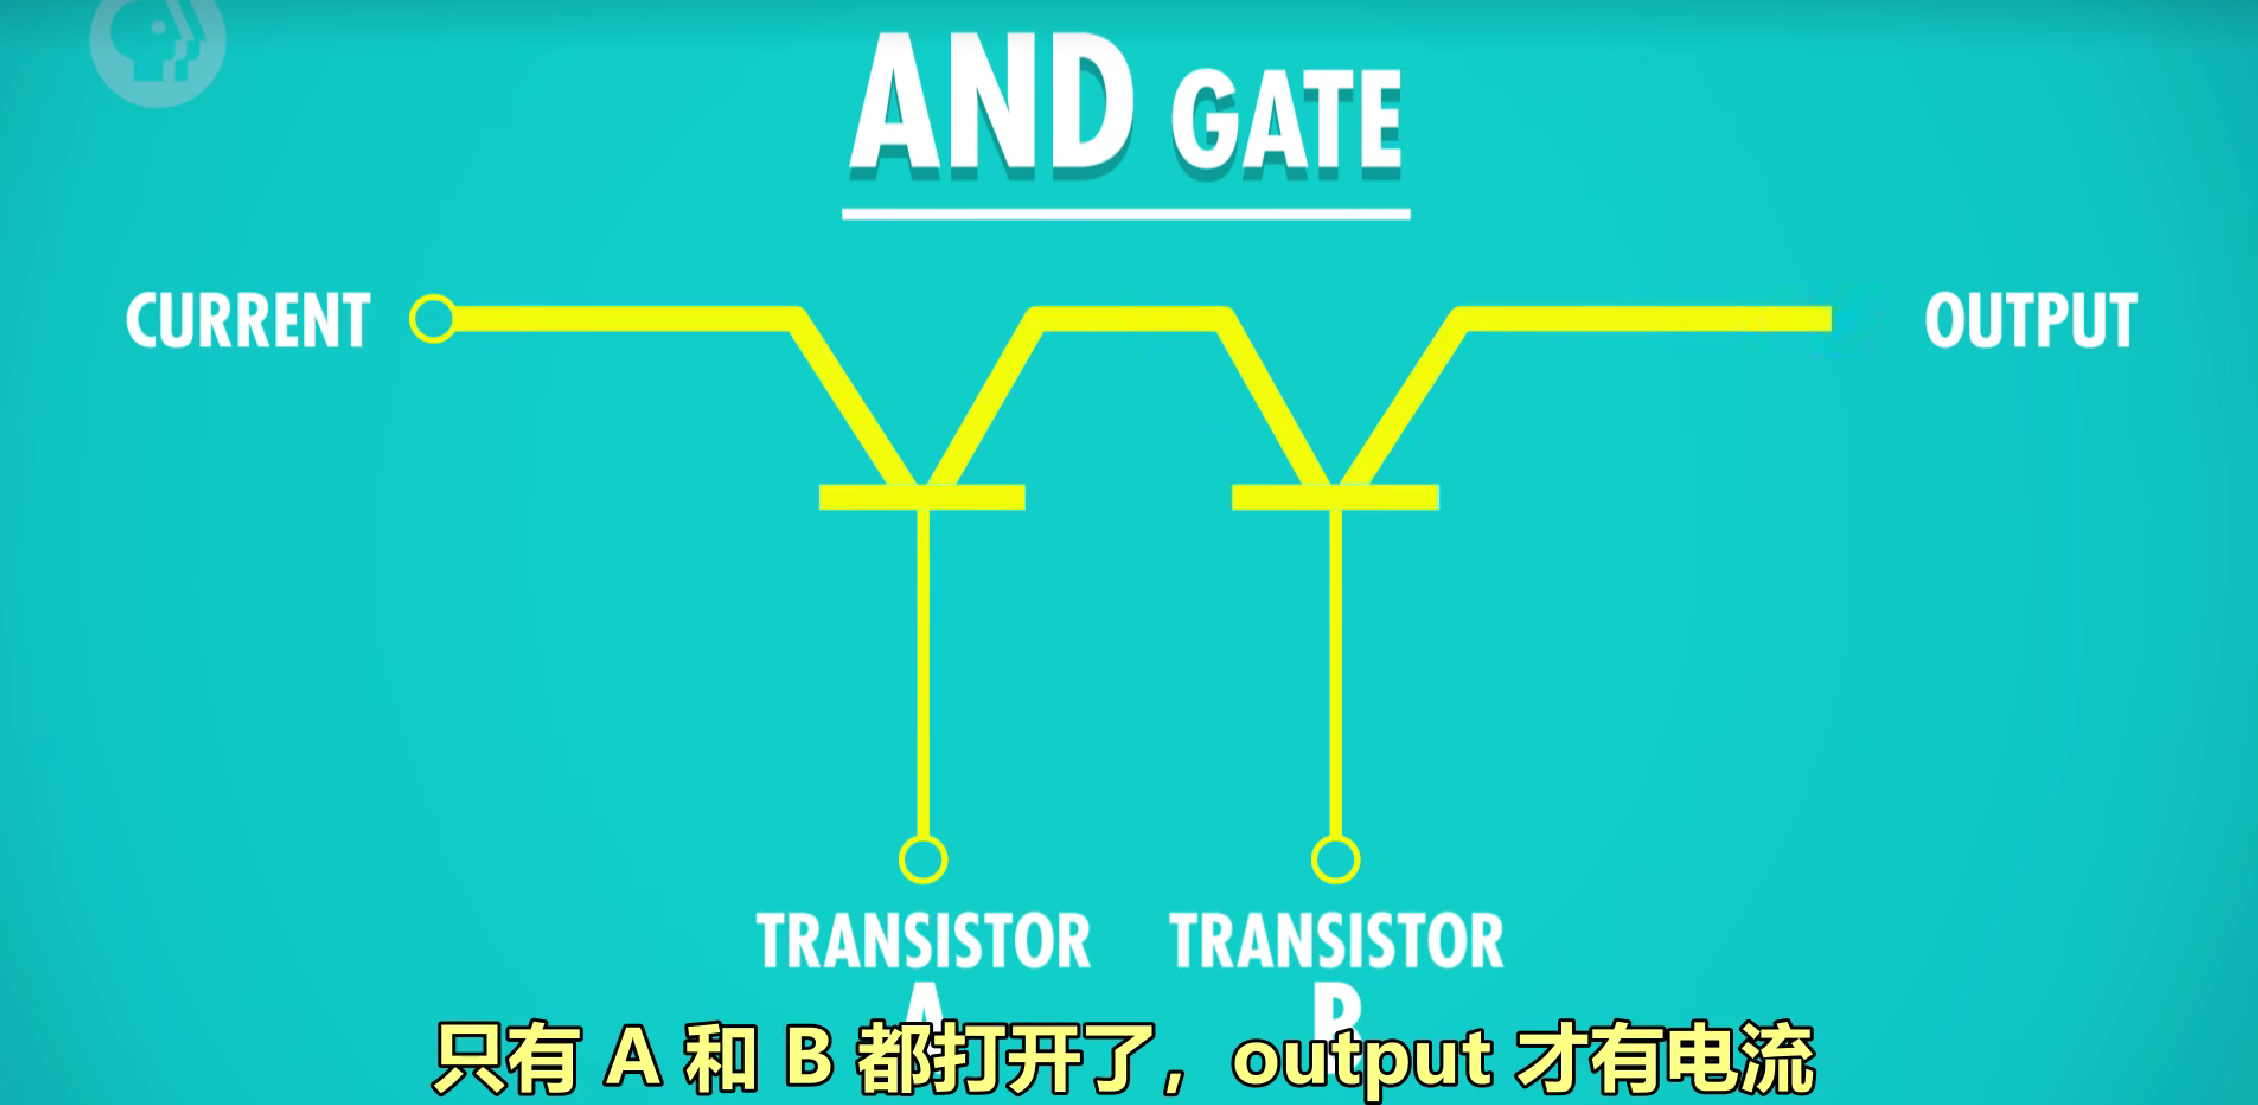 AND GATE
CURRENT
OUTPUT
TRANSISTOR TRANSISTOR
A B
只有 A 和 B 都打开了，output 才有电流